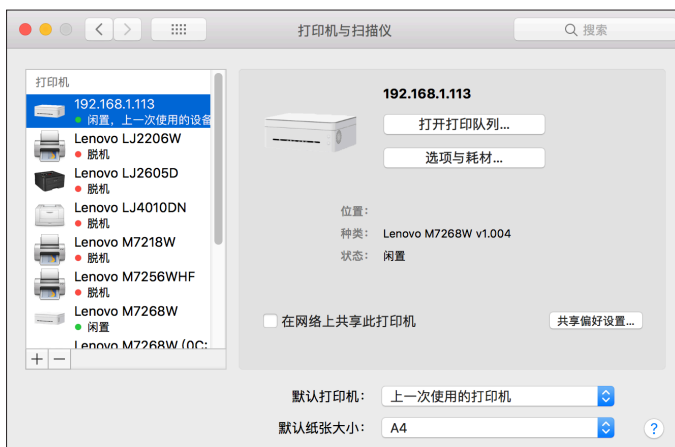 打印机与扫描仪
搜索
打印机
192.168.1.113
闲置，上一次使用的设备
Lenovo LJ2206W
脱机
Lenovo LJ2605D
脱机
Lenovo LJ4010DN
脱机
Lenovo M7218W
脱机
Lenovo M7256WHF
脱机
Lenovo M7268W
闲置
Lenovo M7268W (0C:
192.168.1.113
打开打印队列...
选项与耗材...
位置：
种类： Lenovo M7268W v1.004
状态： 闲置
在网络上共享此打印机
共享偏好设置...
默认打印机： 上一次使用的打印机
默认纸张大小： A4
?